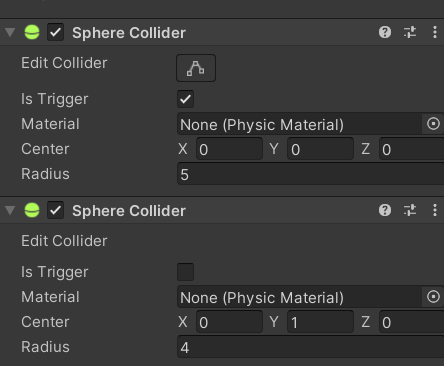 Sphere Collider
Edit Collider
Is Trigger
Material None (Physic Material)
Center X 0 Y 0 Z 0
Radius 5
Sphere Collider
Edit Collider
Is Trigger
Material None (Physic Material)
Center X 0 Y 1 Z 0
Radius 4